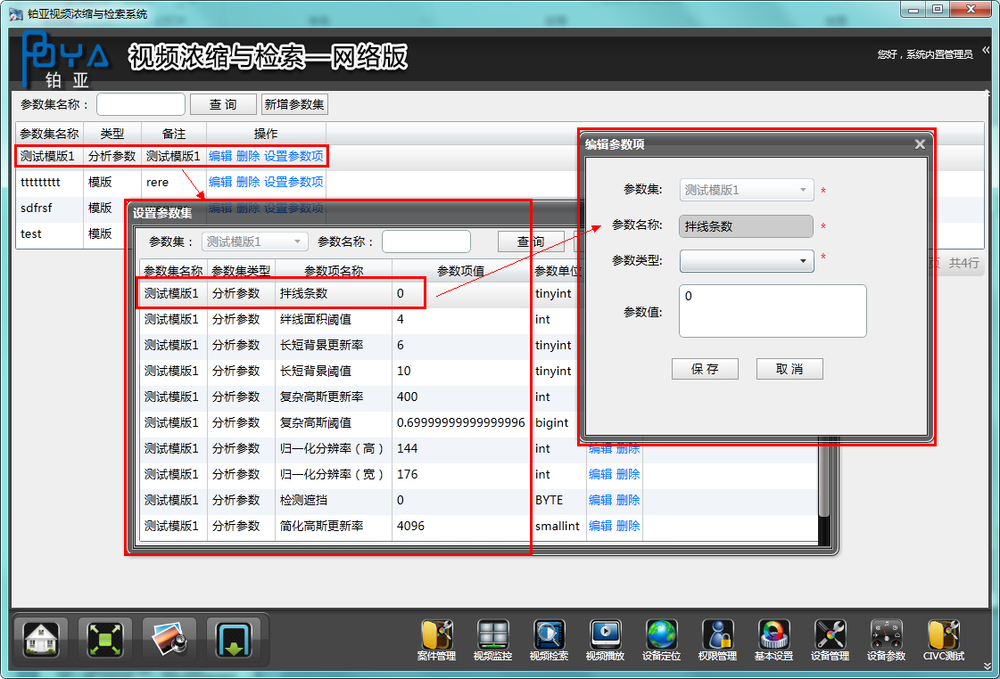 铂亚视频浓缩与检索系统
POYA
铂 亚
视频浓缩与检索—网络版
您好，系统内置管理员
参数集名称： 查 询 新增参数集
参数集名称 类型 备注 操作
测试模版1 分析参数 测试模版1 编辑 删除 设置参数项
ttttttttt 模版 rere 编辑 删除 设置参数项
sdfrsf 模版 编辑 删除 设置参数项
test 模版
页 共4行
设置参数集
参数集： 测试模版1 参数名称： 查 询
参数集名称 参数集类型 参数项名称 参数项值 参数单位
测试模版1 分析参数 拌线条数 0 tinyint
测试模版1 分析参数 绊线面积阈值 4 int
测试模版1 分析参数 长短背景更新率 6 tinyint
测试模版1 分析参数 长短背景阈值 10 tinyint
测试模版1 分析参数 复杂高斯更新率 400 int
测试模版1 分析参数 复杂高斯阈值 0.69999999999999996 bigint
测试模版1 分析参数 归一化分辨率（高） 144 int 编辑 删除
测试模版1 分析参数 归一化分辨率（宽） 176 int 编辑 删除
测试模版1 分析参数 检测遮挡 0 BYTE 编辑 删除
测试模版1 分析参数 简化高斯更新率 4096 smallint 编辑 删除
编辑参数项
参数集: 测试模版1 *
参数名称: 拌线条数 *
参数类型: *
参数值: 0
保 存 取 消
案件管理 视频监控 视频检索 视频播放 设备定位 权限管理 基本设置 设备管理 设备参数 CIVC测试